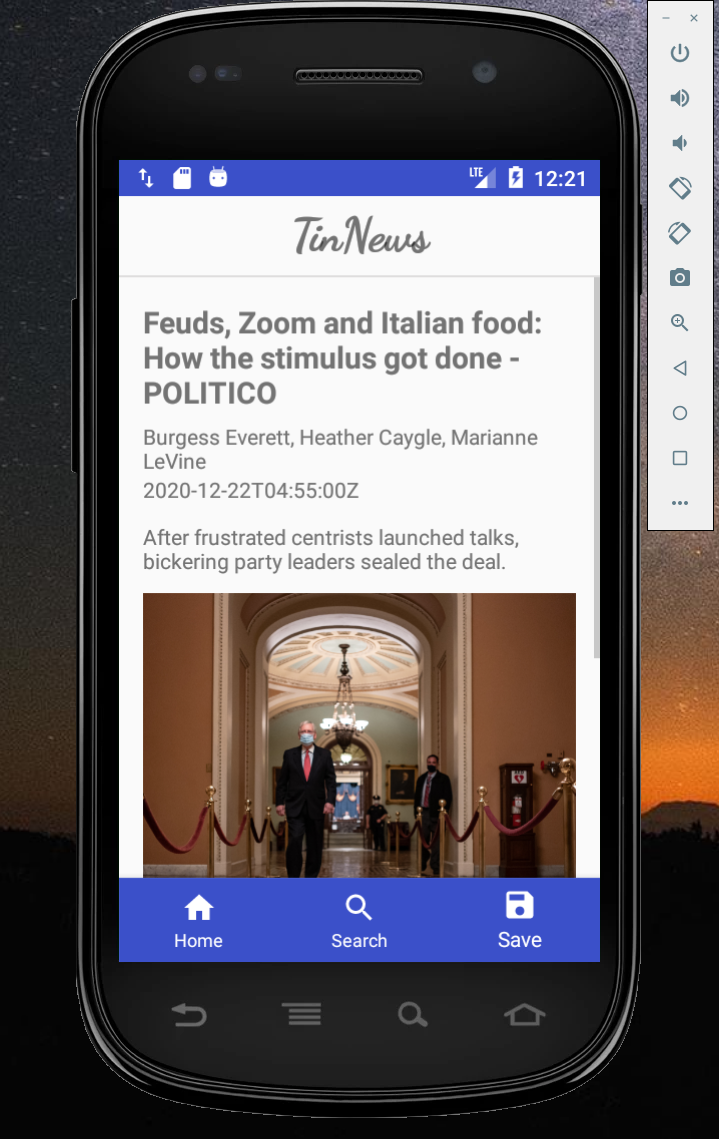 LTE 12:21
TinNews
Feuds, Zoom and Italian food:
How the stimulus got done -
POLITICO
Burgess Everett, Heather Caygle, Marianne
LeVine
2020-12-22T04:55:00Z
After frustrated centrists launched talks,
bickering party leaders sealed the deal.
Home Search Save